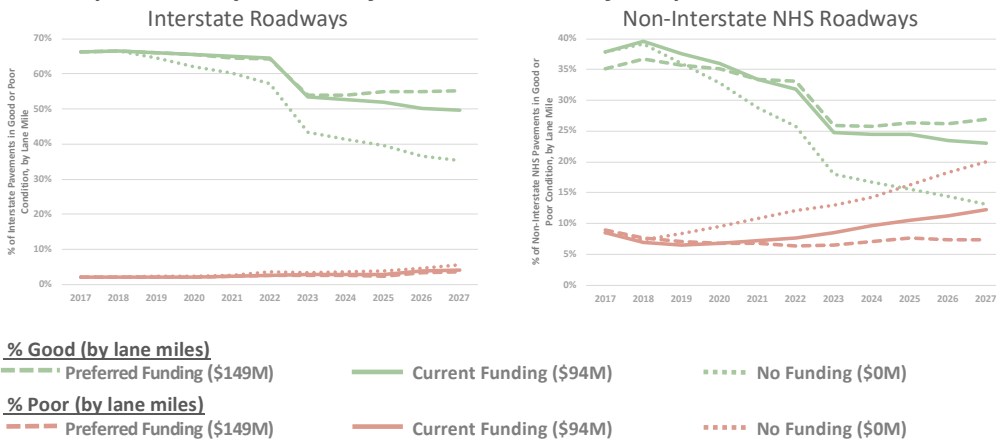 Interstate Roadways
% of Interstate Pavements in Good or Poor
Condition, by Lane Mile
70%
60%
50%
40%
30%
20%
10%
0%
2017 2018 2019 2020 2021 2022 2023 2024 2025 2026 2027
Non-Interstate NHS Roadways
% of Non-Interstate NHS Pavements in Good or
Poor Condition, by Lane Mile
40%
35%
30%
25%
20%
15%
10%
5%
0%
2017 2018 2019 2020 2021 2022 2023 2024 2025 2026 2027
% Good (by lane miles)
Preferred Funding ($149M) Current Funding ($94M) No Funding ($0M)
% Poor (by lane miles)
Preferred Funding ($149M) Current Funding ($94M) No Funding ($0M)